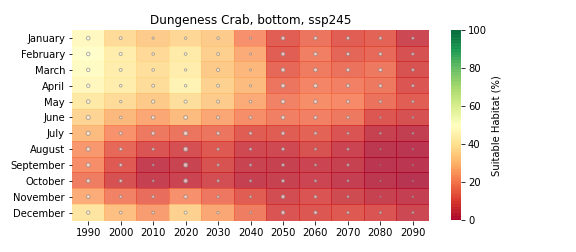 Dungeness Crab, bottom, ssp245
January
February
March
April
May
June
July
August
September
October
November
December
1990 2000 2010 2020 2030 2040 2050 2060 2070 2080 2090
100
80
60
40
20
0
Suitable Habitat (%)